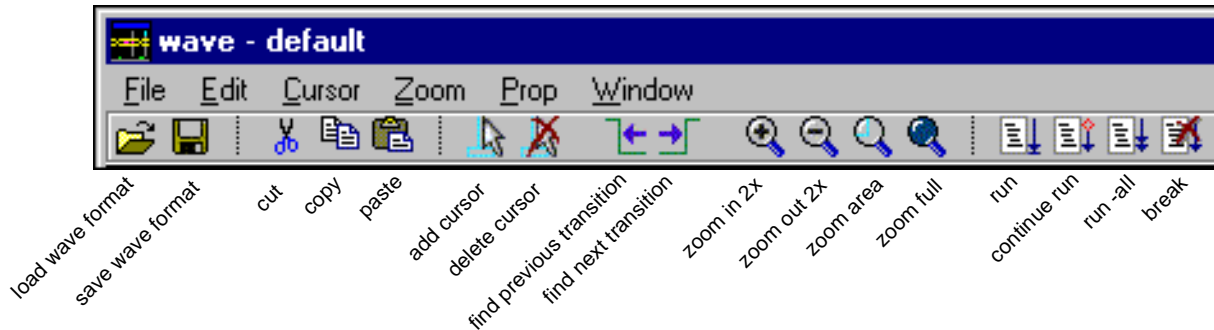 wave - default
File Edit Cursor Zoom Prop Window
load wave format
save wave format
cut
copy
paste
add cursor
delete cursor
find previous transition
find next transition
zoom in 2x
zoom out 2x
zoom area
zoom full
run
continue run
run -all
break